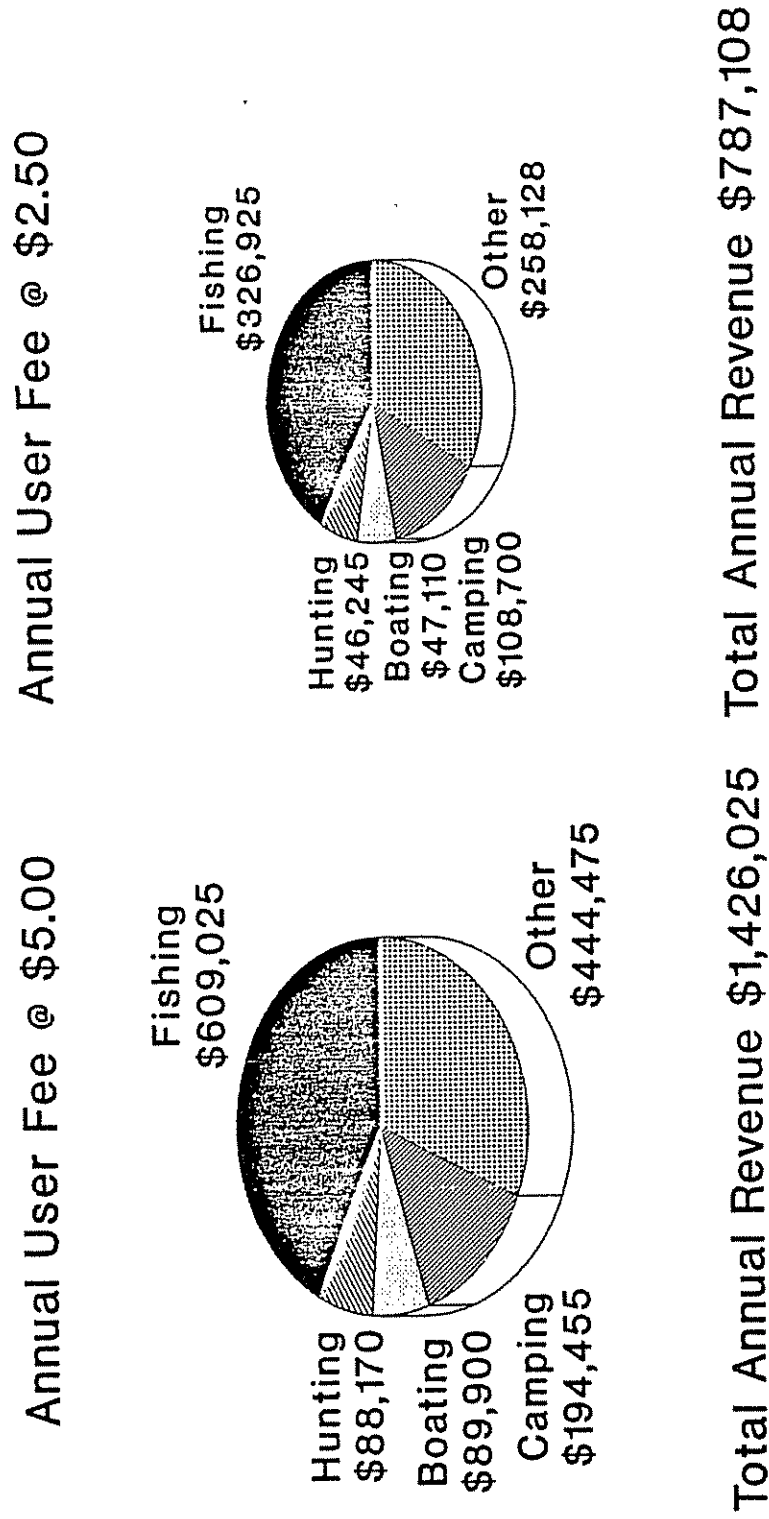 Annual User Fee @ $5.00
Fishing
$609,025
Hunting
$88,170
Boating
$89,900
Camping
$194,455
Other
$444,475
Total Annual Revenue $1,426,025
Annual User Fee @ $2.50
Fishing
$326,925
Hunting
$46,245
Boating
$47,110
Camping
$108,700
Other
$258,128
Total Annual Revenue $787,108